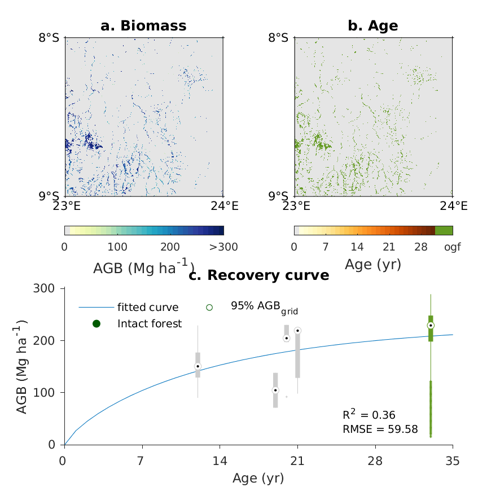 a. Biomass
b. Age
8°S
8°S
9°S
9°S
23°E
24°E
23°E
24°E
0 100 200 >300
AGB (Mg ha⁻¹)
0 7 14 21 28 ogf
Age (yr)
c. Recovery curve
300
200
100
0
AGB (Mg ha⁻¹)
fitted curve
95% AGB_grid
Intact forest
R² = 0.36
RMSE = 59.58
0 7 14 21 28 35
Age (yr)